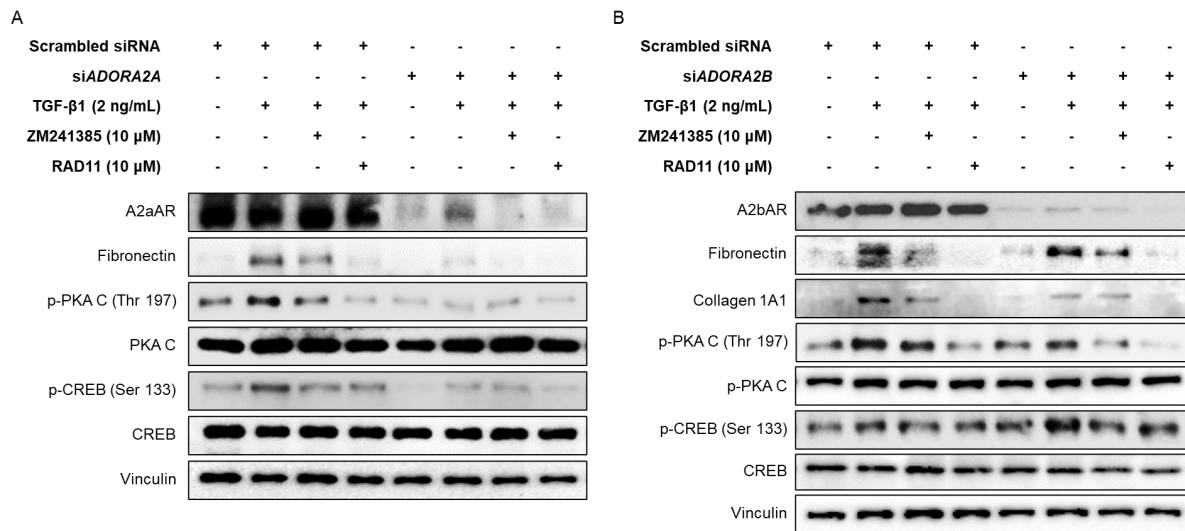 A
Scrambled siRNA + + + + - - - -
siADORA2A - - - - + + + +
TGF-β1 (2 ng/mL) - + + + - + + +
ZM241385 (10 µM) - - + - - - + -
RAD11 (10 µM) - - - + - - - +
A2aAR
Fibronectin
p-PKA C (Thr 197)
PKA C
p-CREB (Ser 133)
CREB
Vinculin
B
Scrambled siRNA + + + + - - - -
siADORA2B - - - - + + + +
TGF-β1 (2 ng/mL) - + + + - + + +
ZM241385 (10 µM) - - + - - - + -
RAD11 (10 µM) - - - + - - - +
A2bAR
Fibronectin
Collagen 1A1
p-PKA C (Thr 197)
p-PKA C
p-CREB (Ser 133)
CREB
Vinculin